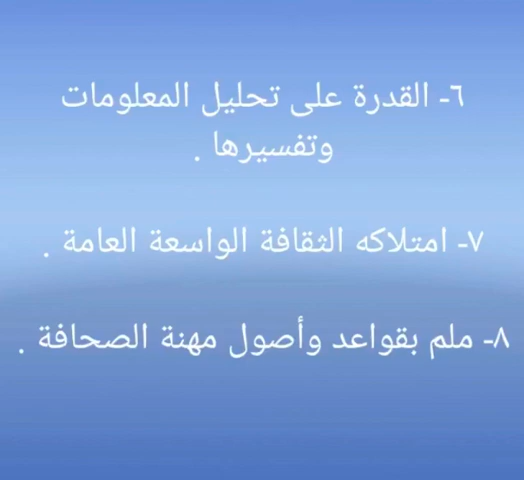 ٦- القدرة على تحليل المعلومات
وتفسيرها .
٧- امتلاكه الثقافة الواسعة العامة .
٨- ملم بقواعد وأصول مهنة الصحافة .